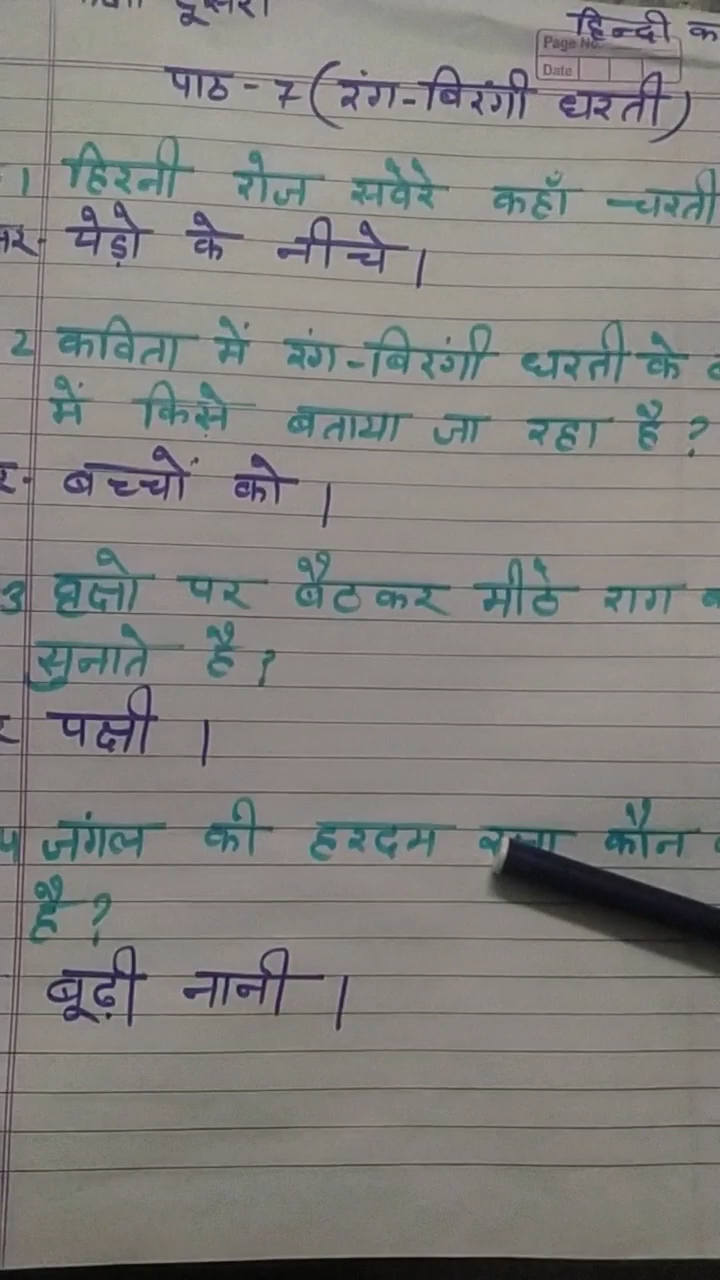 दूसरी
हिन्दी क
Page No.
Date
पाठ - 7 (रंग-बिरंगी धरती)
1 हिरनी रोज सवेरे कहाँ चरती
पेड़ो के नीचे।
2 कविता में रंग-बिरंगी धरती के
में किसे बताया जा रहा है?
र- बच्चों को।
3 वृक्षो पर बैठकर मीठे राग
सुनाते है?
पक्षी।
जंगल की हरदम कौन
है?
बूढ़ी नानी।